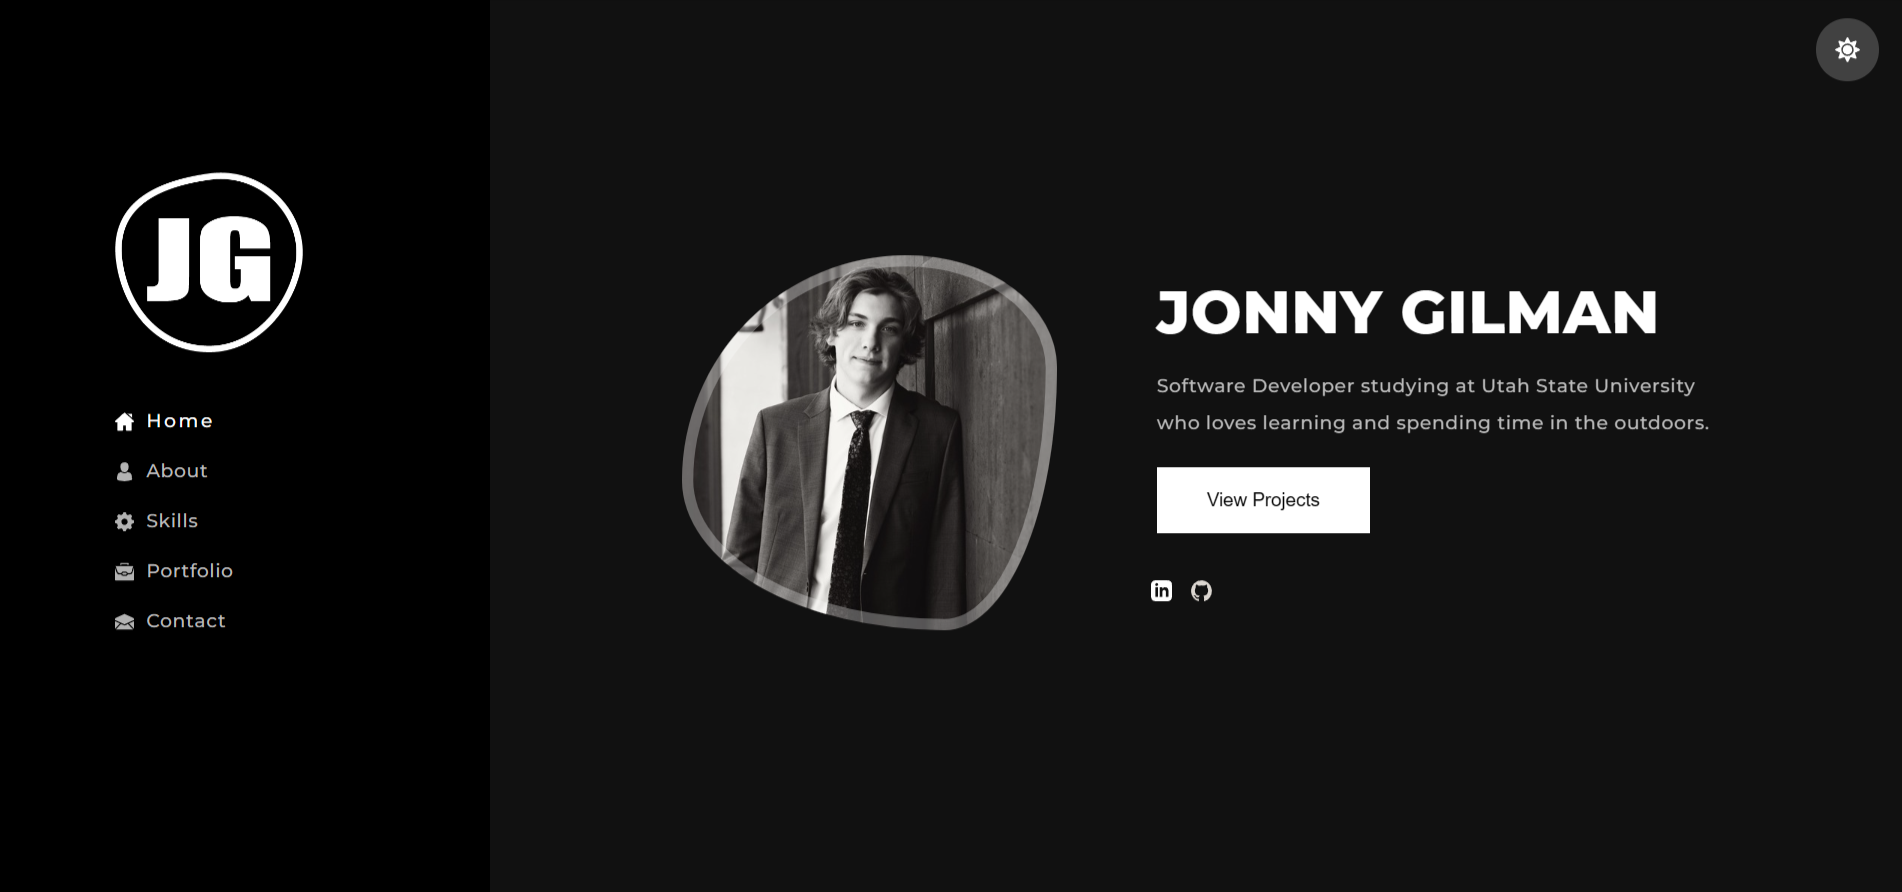 JG
Home
About
Skills
Portfolio
Contact
JONNY GILMAN
Software Developer studying at Utah State University
who loves learning and spending time in the outdoors.
View Projects
in